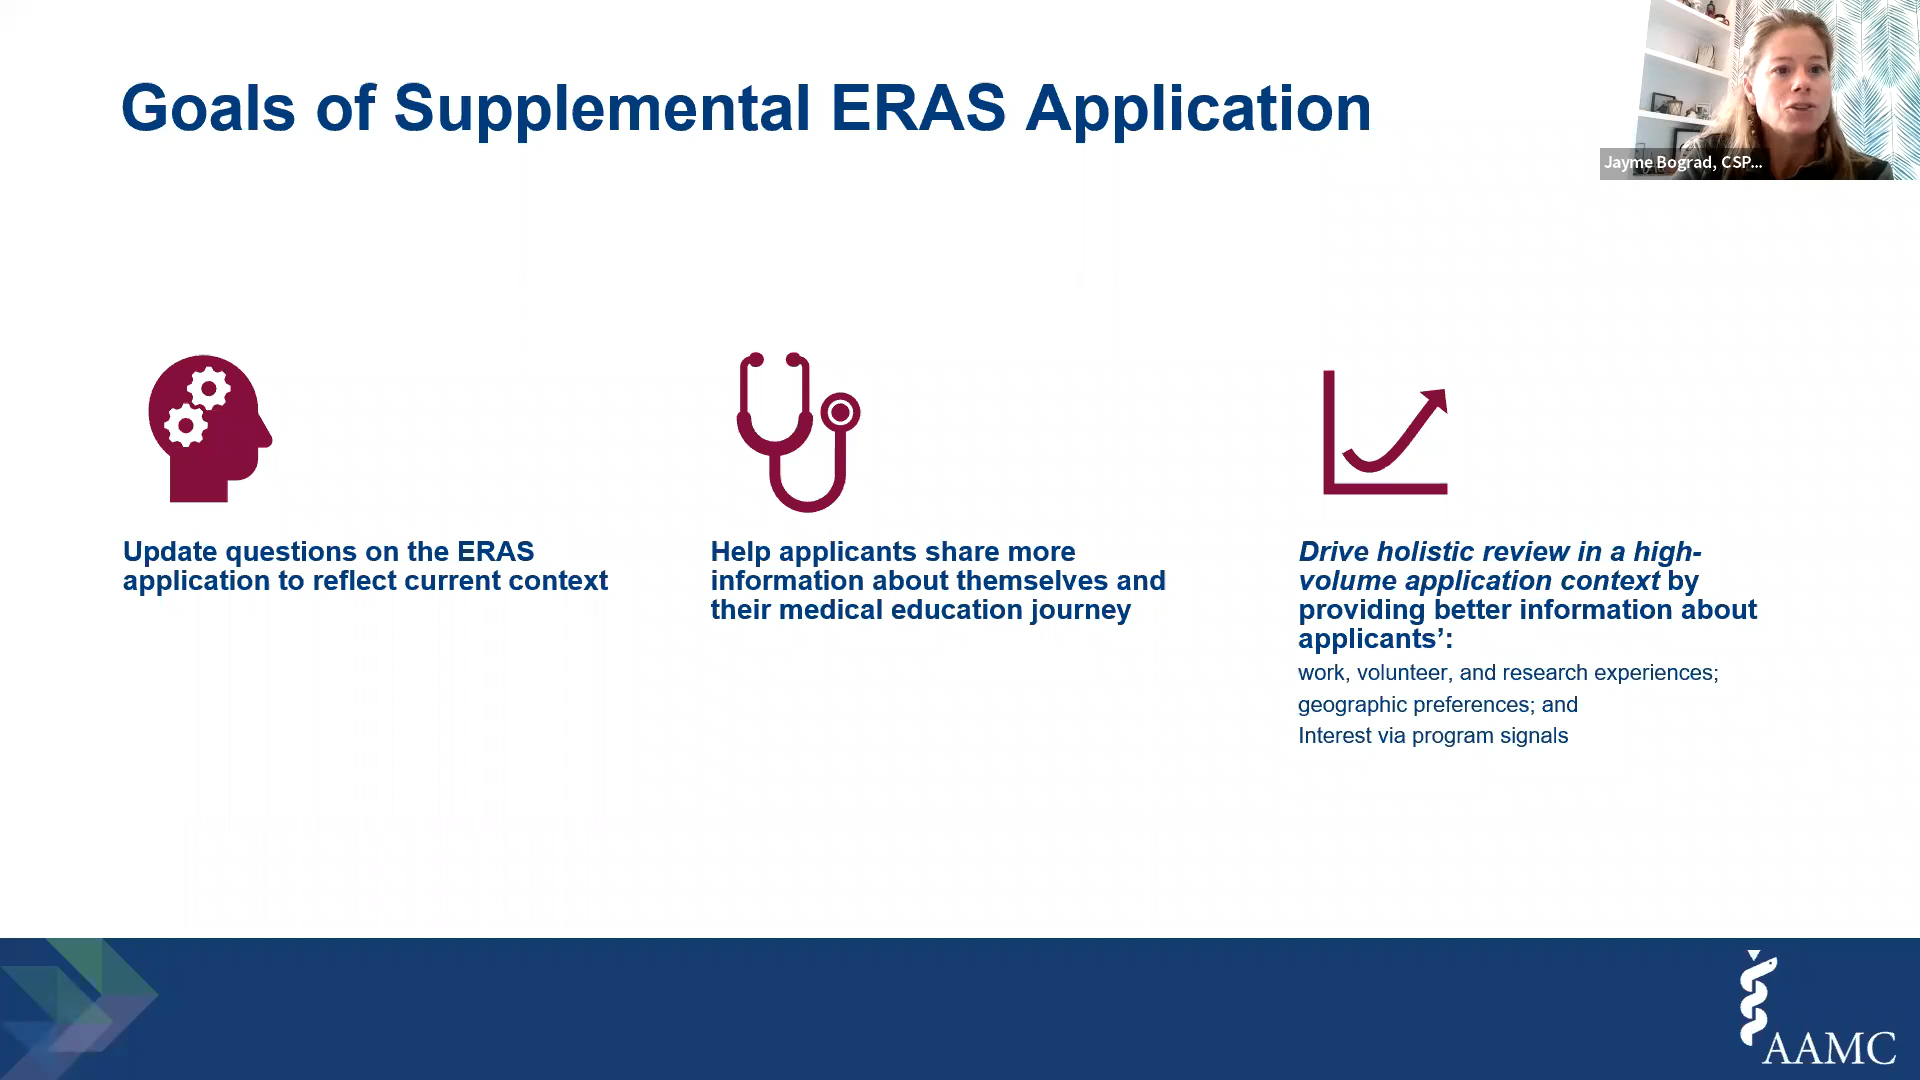 Goals of Supplemental ERAS Application
Jayme Bograd, CSP...
Update questions on the ERAS
application to reflect current context
Help applicants share more
information about themselves and
their medical education journey
Drive holistic review in a high-
volume application context by
providing better information about
applicants’:
work, volunteer, and research experiences;
geographic preferences; and
Interest via program signals
AAMC